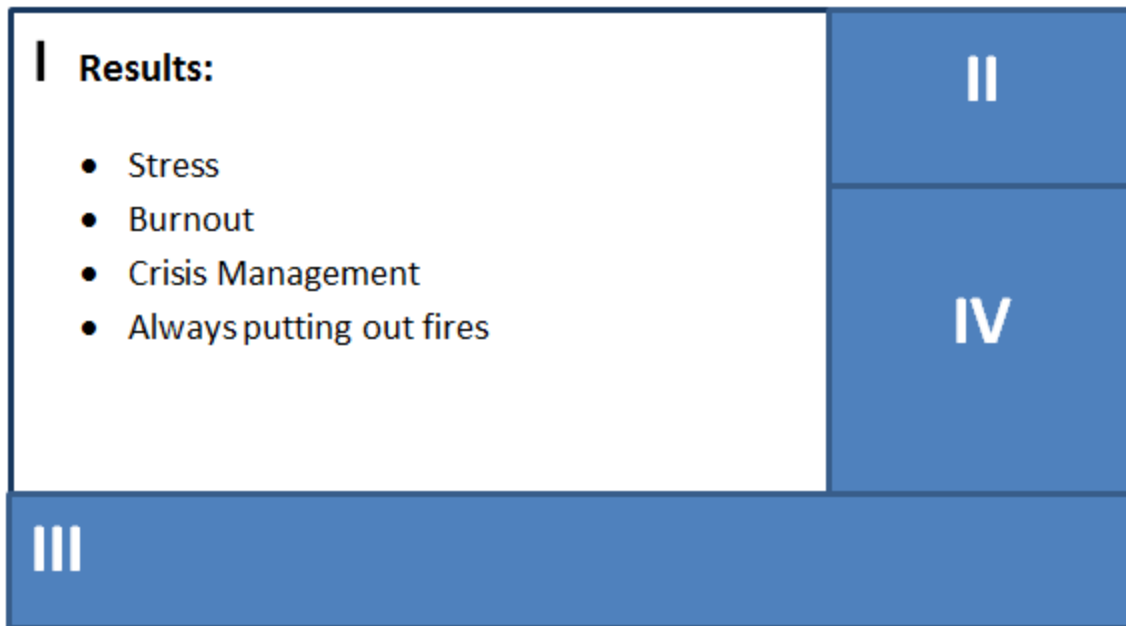 I Results:
II
• Stress
• Burnout
• Crisis Management
• Always putting out fires
IV
III